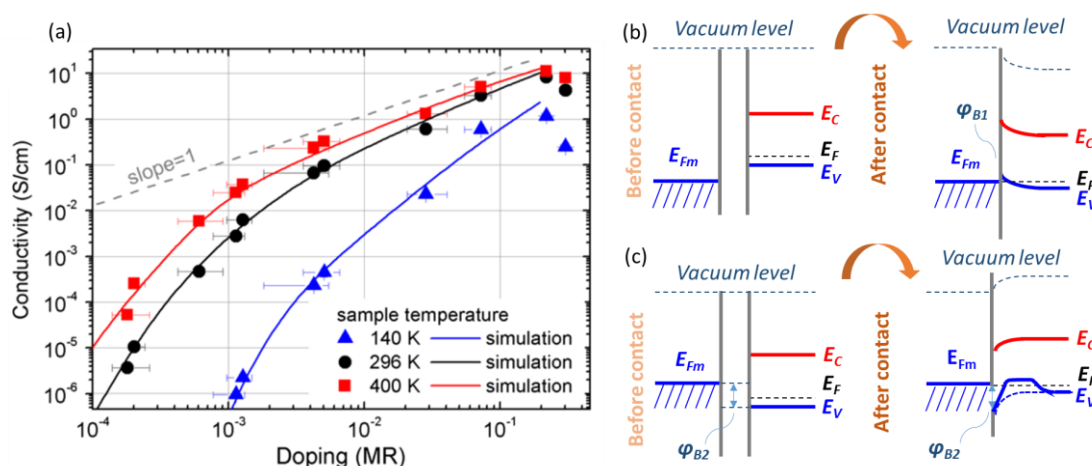 (a)
Conductivity (S/cm)
10^1
10^0
10^-1
10^-2
10^-3
10^-4
10^-5
10^-6
slope=1
sample temperature
140 K simulation
296 K simulation
400 K simulation
10^-4 10^-3 10^-2 10^-1
Doping (MR)
(b)
Vacuum level
Before contact
E_Fm
E_C
E_F
E_V
After contact
Vacuum level
φ_B1
E_Fm
E_C
E_F
E_V
(c)
Vacuum level
Before contact
E_Fm
E_C
E_F
E_V
φ_B2
After contact
Vacuum level
E_Fm
E_C
E_V
φ_B2